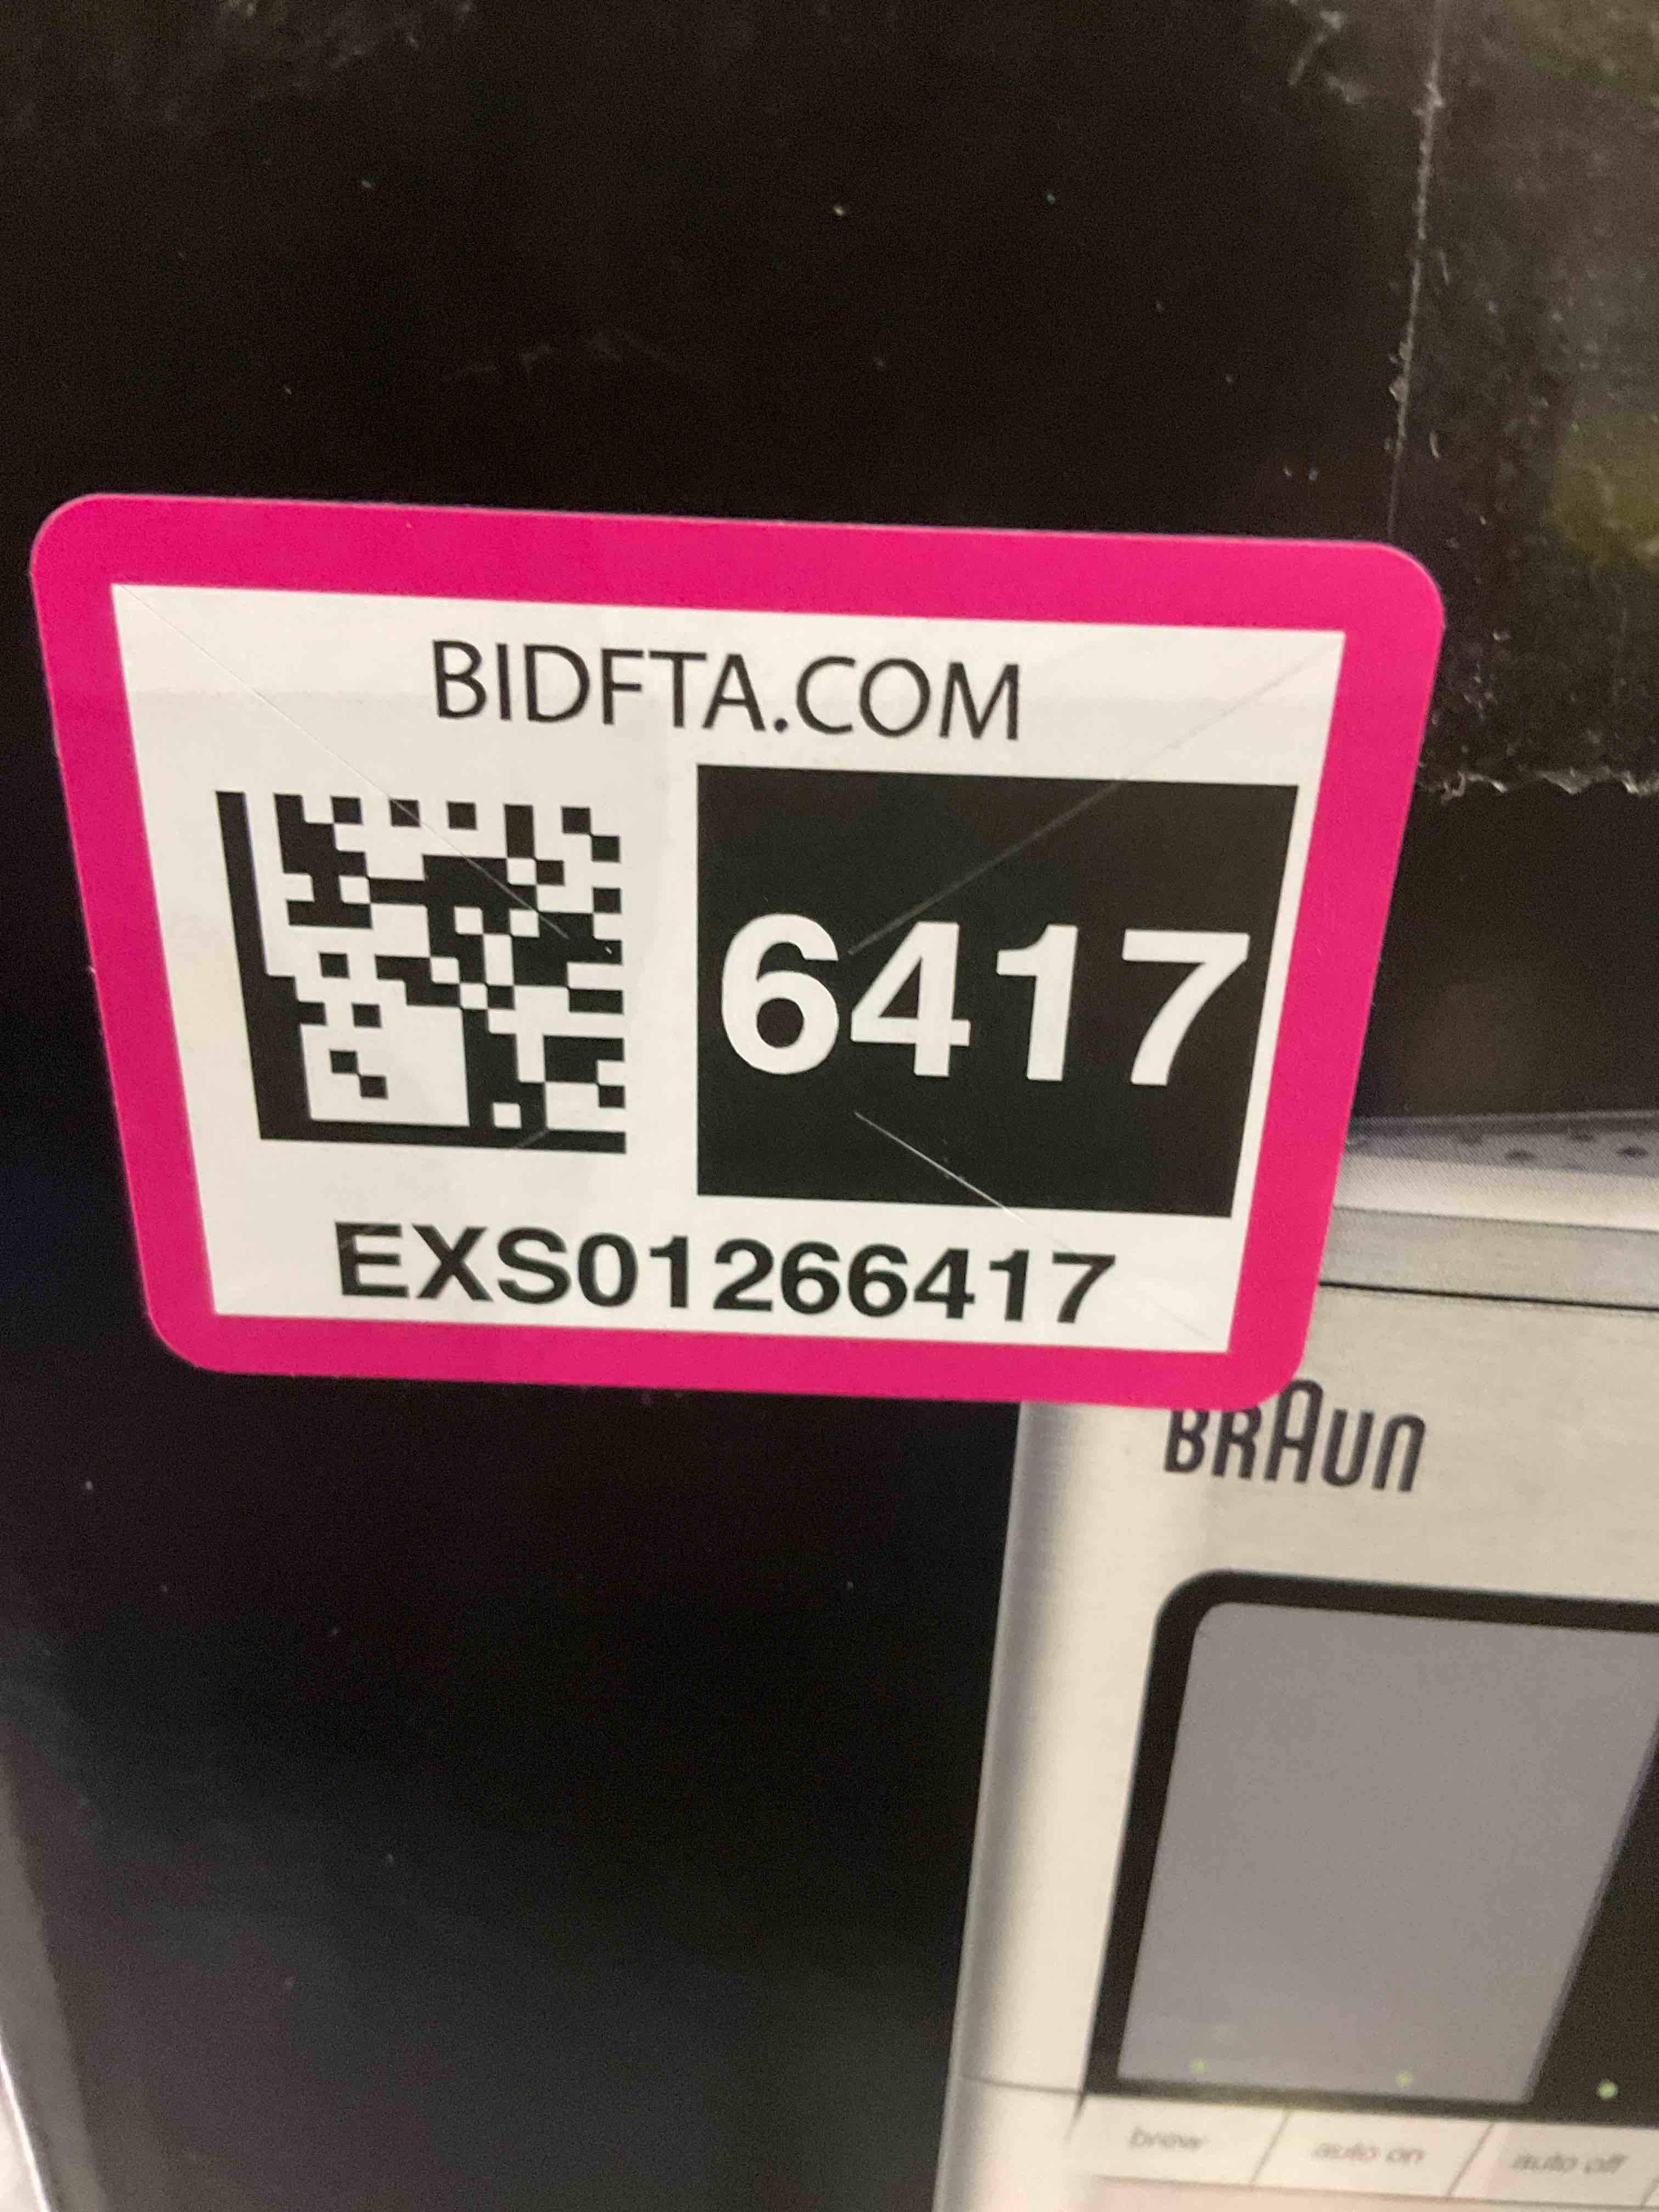 BIDFTA.COM
6417
EXS01266417
BRAUN
brew
auto on
auto off